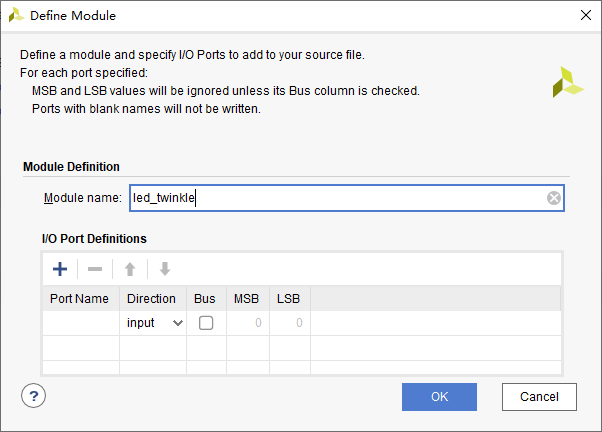 Define Module
Define a module and specify I/O Ports to add to your source file.
For each port specified:
MSB and LSB values will be ignored unless its Bus column is checked.
Ports with blank names will not be written.
Module Definition
Module name: led_twinkle
I/O Port Definitions
Port Name Direction Bus MSB LSB
input 0 0
? OK Cancel